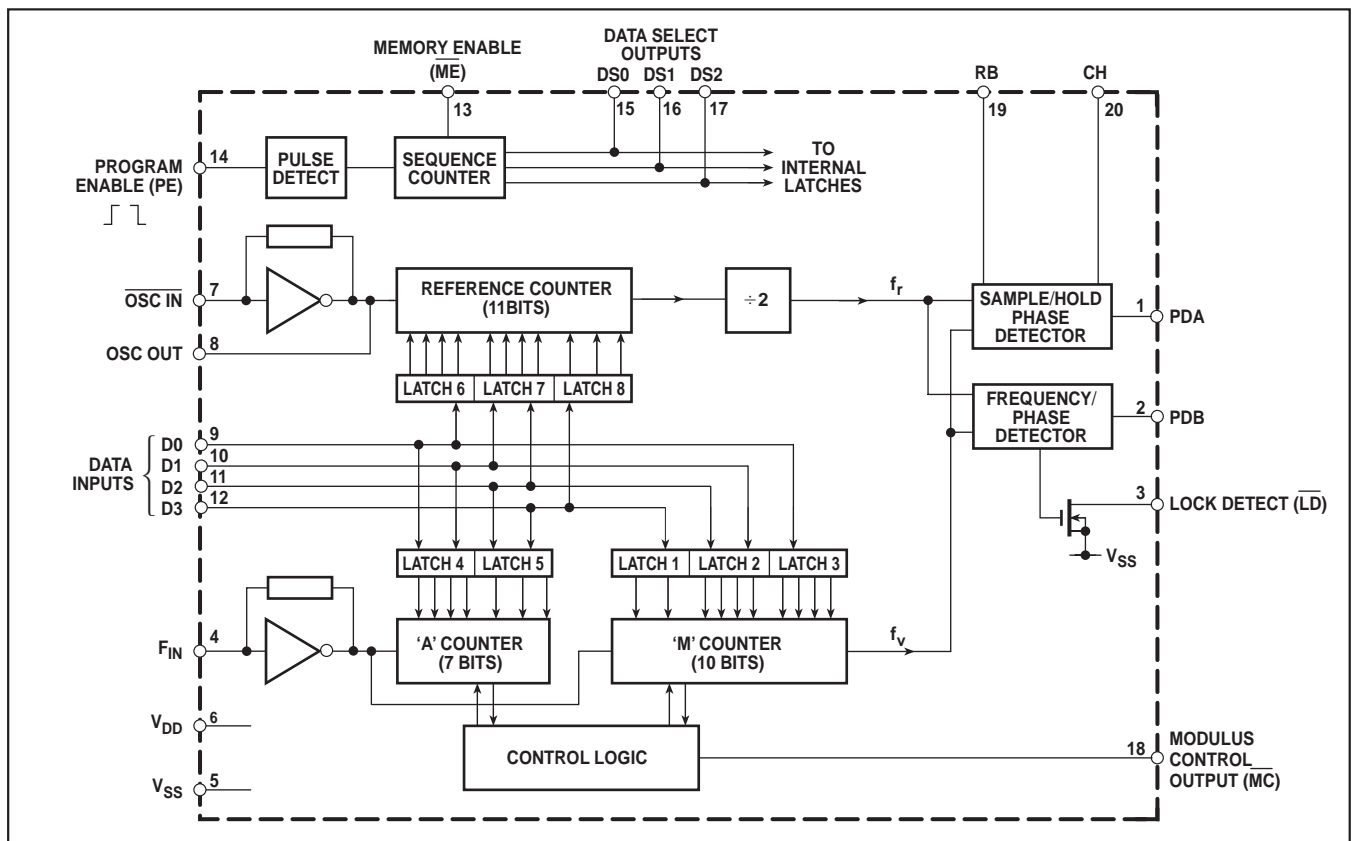 MEMORY ENABLE
(ME)
13
DATA SELECT
OUTPUTS
DS0 DS1 DS2
15 16 17
RB
19
CH
20
PROGRAM
ENABLE (PE)
14
PULSE
DETECT
SEQUENCE
COUNTER
TO
INTERNAL
LATCHES
OSC IN
7
OSC OUT
8
REFERENCE COUNTER
(11BITS)
÷2
fr
SAMPLE/HOLD
PHASE
DETECTOR
1
PDA
LATCH 6 LATCH 7 LATCH 8
FREQUENCY/
PHASE
DETECTOR
2
PDB
DATA
INPUTS
D0
9
D1
10
D2
11
D3
12
3
LOCK DETECT (LD)
VSS
LATCH 4 LATCH 5
LATCH 1 LATCH 2 LATCH 3
FIN
4
'A' COUNTER
(7 BITS)
'M' COUNTER
(10 BITS)
fv
VDD
6
VSS
5
CONTROL LOGIC
18
MODULUS
CONTROL
OUTPUT (MC)